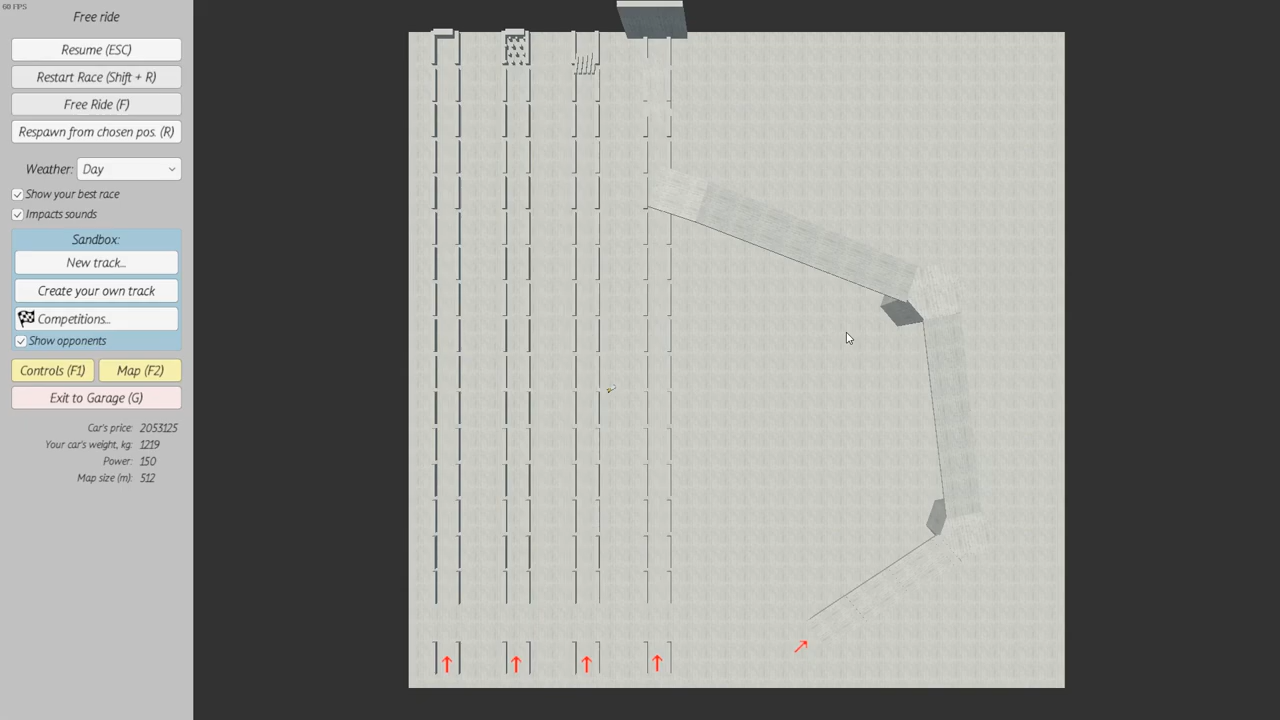 60 FPS
Free ride
Resume (ESC)
Restart Race (Shift + R)
Free Ride (F)
Respawn from chosen pos. (R)
Weather: Day
Show your best race
Impacts sounds
Sandbox:
New track...
Create your own track
Competitions...
Show opponents
Controls (F1) Map (F2)
Exit to Garage (G)
Car's price: 2053125
Your car's weight, kg: 1219
Power: 150
Map size (m): 512